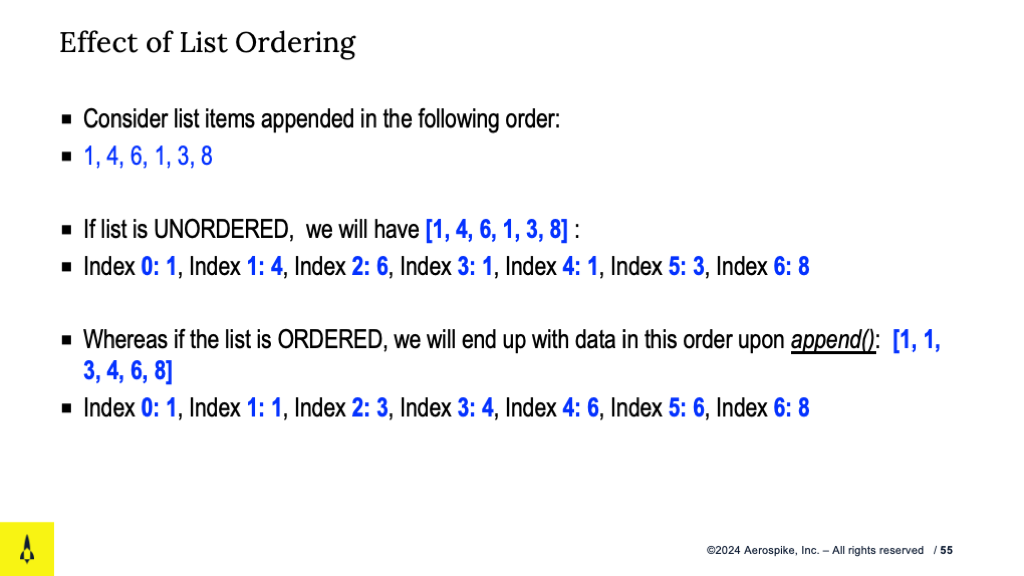 Effect of List Ordering
Consider list items appended in the following order:
1, 4, 6, 1, 3, 8
If list is UNORDERED, we will have [1, 4, 6, 1, 3, 8] :
Index 0: 1, Index 1: 4, Index 2: 6, Index 3: 1, Index 4: 1, Index 5: 3, Index 6: 8
Whereas if the list is ORDERED, we will end up with data in this order upon append(): [1, 1,
3, 4, 6, 8]
Index 0: 1, Index 1: 1, Index 2: 3, Index 3: 4, Index 4: 6, Index 5: 6, Index 6: 8
©2024 Aerospike, Inc. – All rights reserved / 55